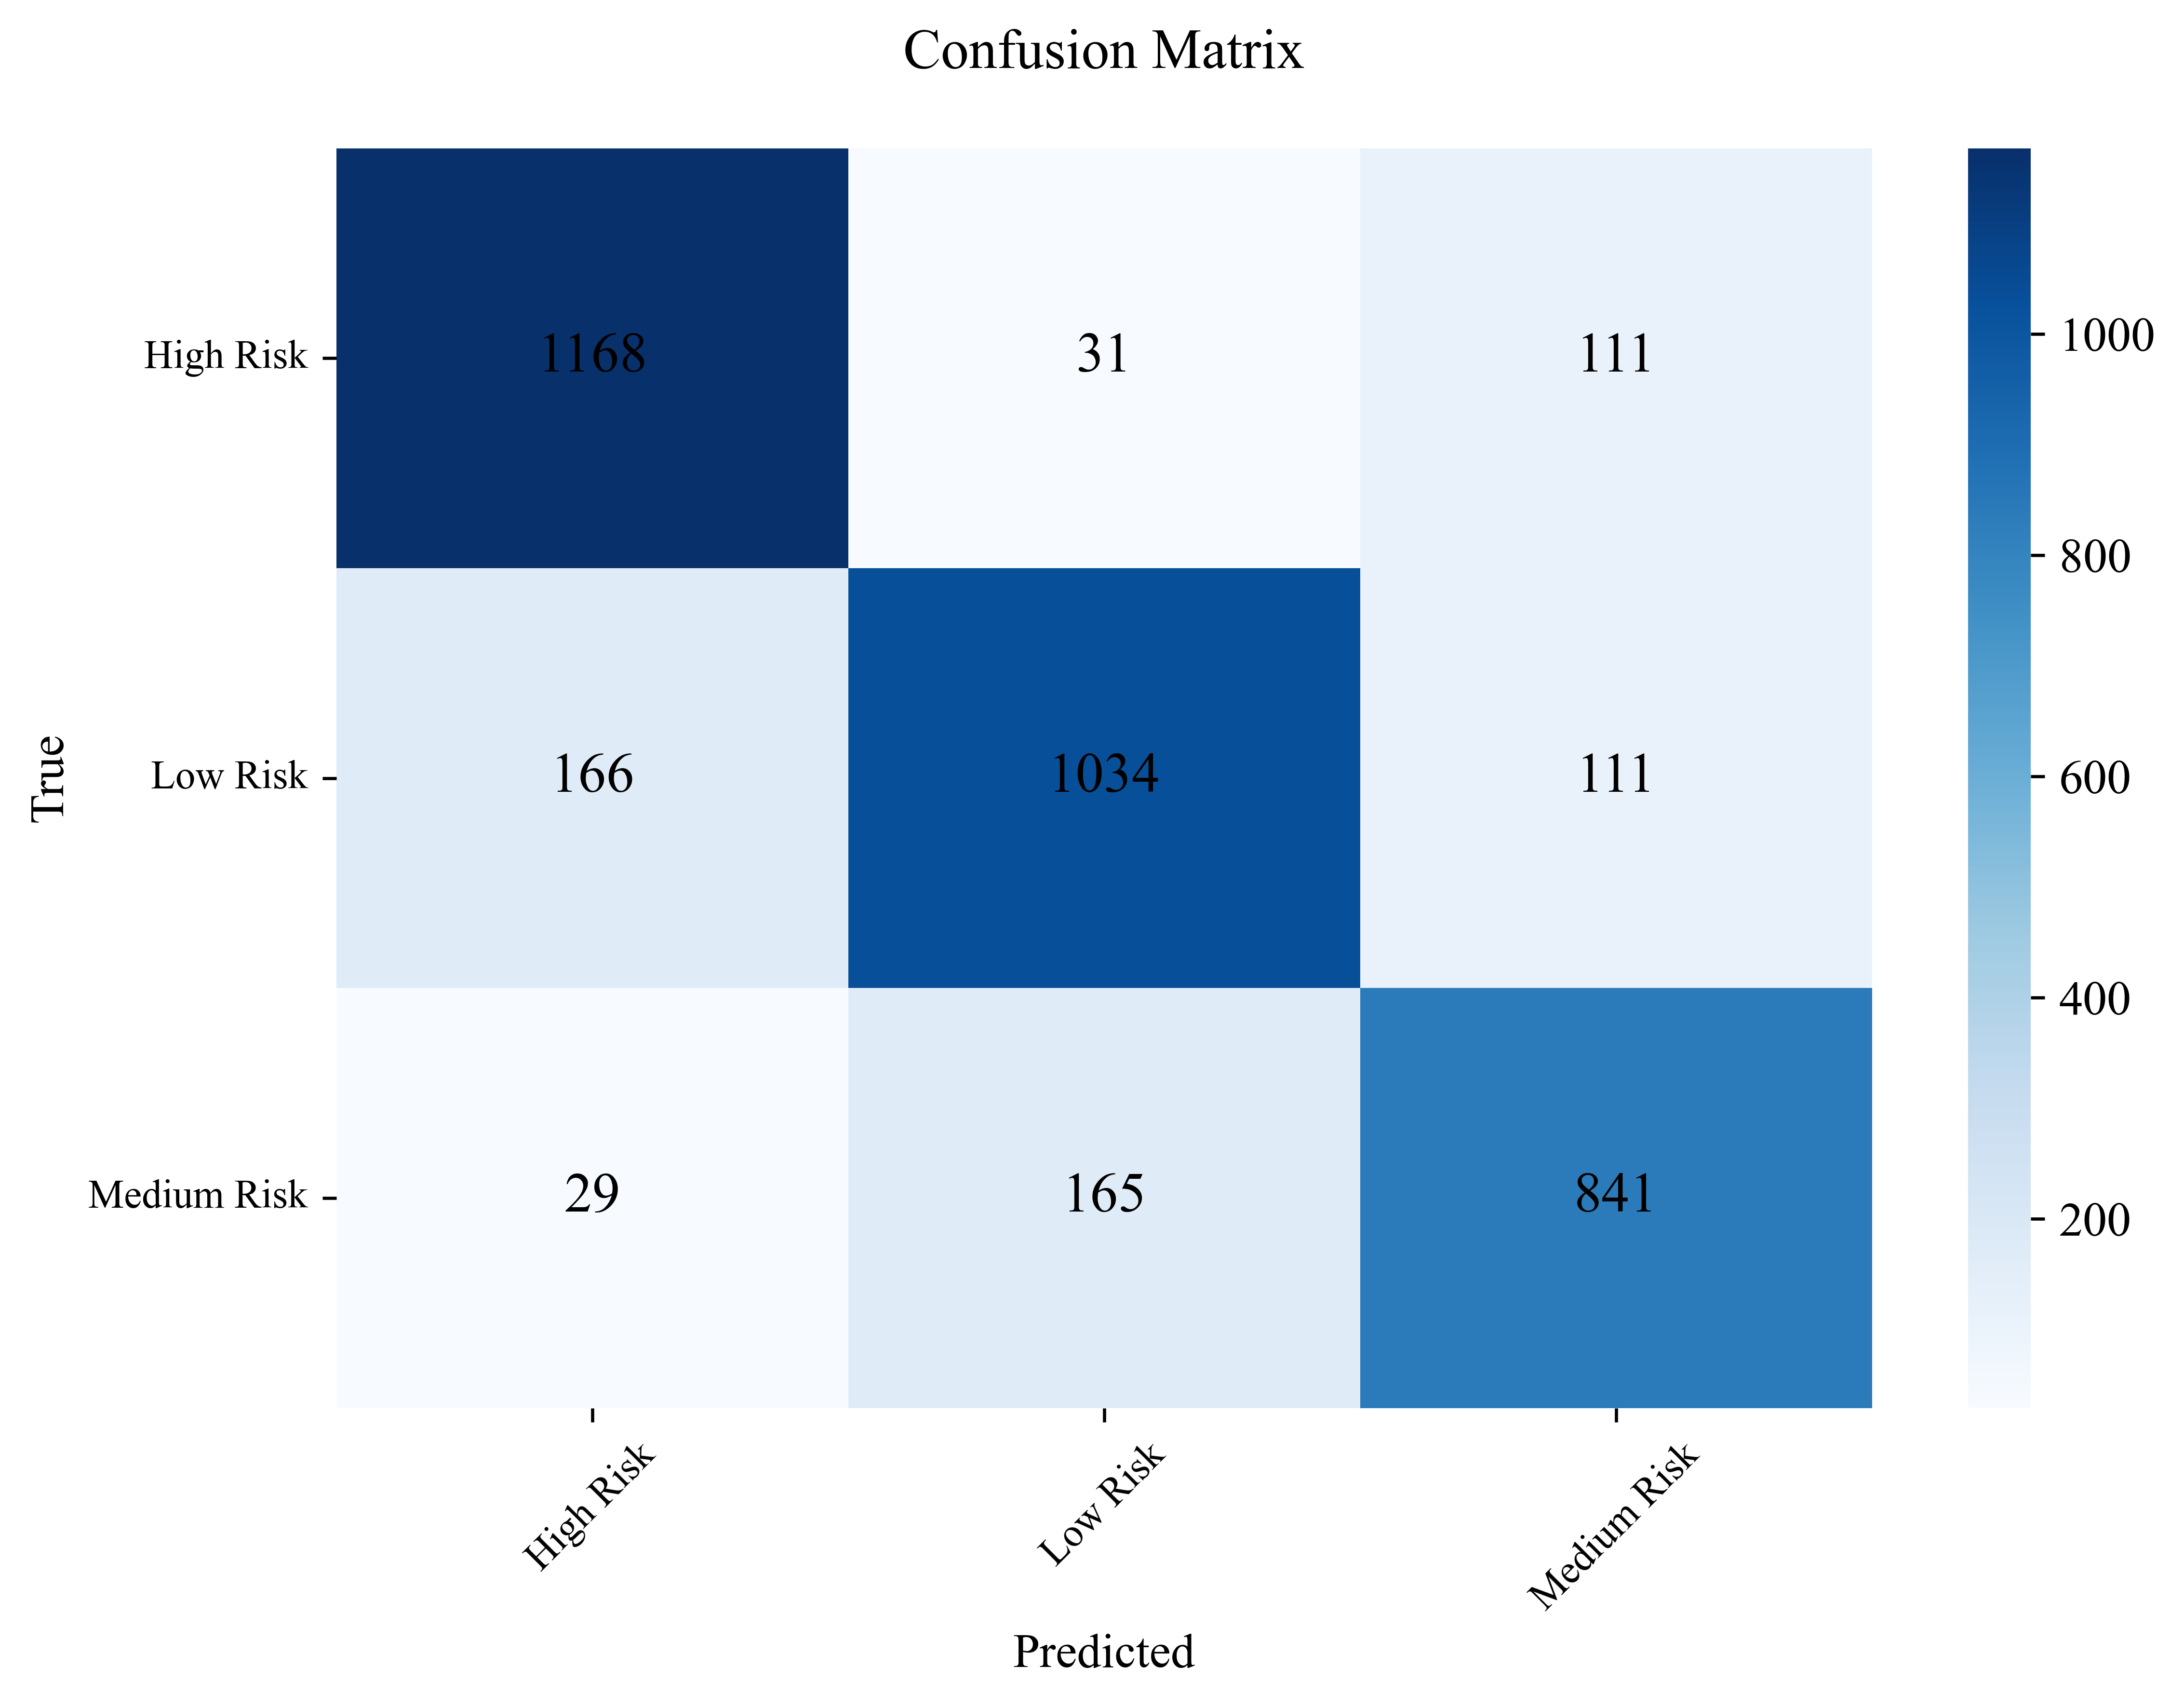 Confusion Matrix
High Risk 1168 31 111
Low Risk 166 1034 111
Medium Risk 29 165 841
True
High Risk Low Risk Medium Risk
Predicted
1000
800
600
400
200